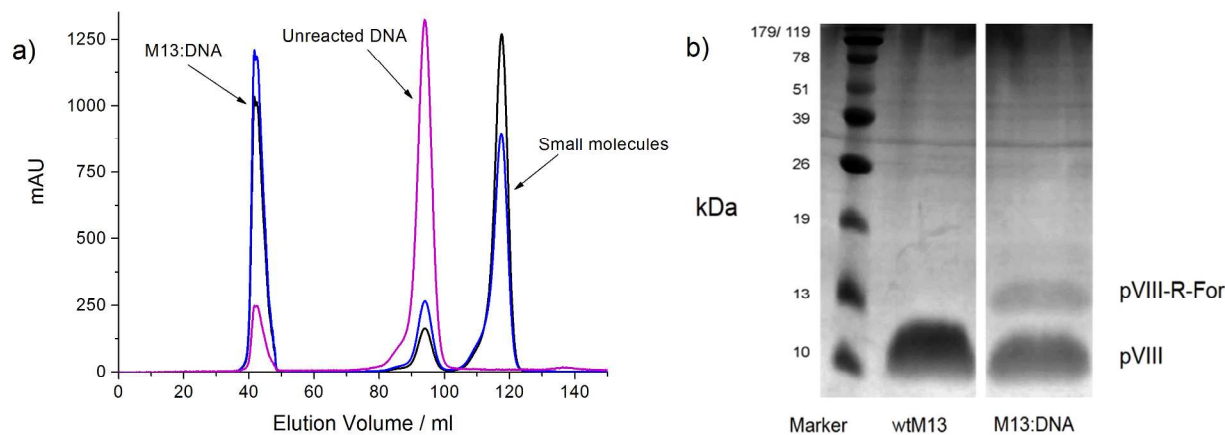 a)
mAU
1250
1000
750
500
250
0
M13:DNA
Unreacted DNA
Small molecules
0 20 40 60 80 100 120 140
Elution Volume / ml
b)
kDa
179/ 119
78
51
39
26
19
13
10
pVIII-R-For
pVIII
Marker wtM13 M13:DNA